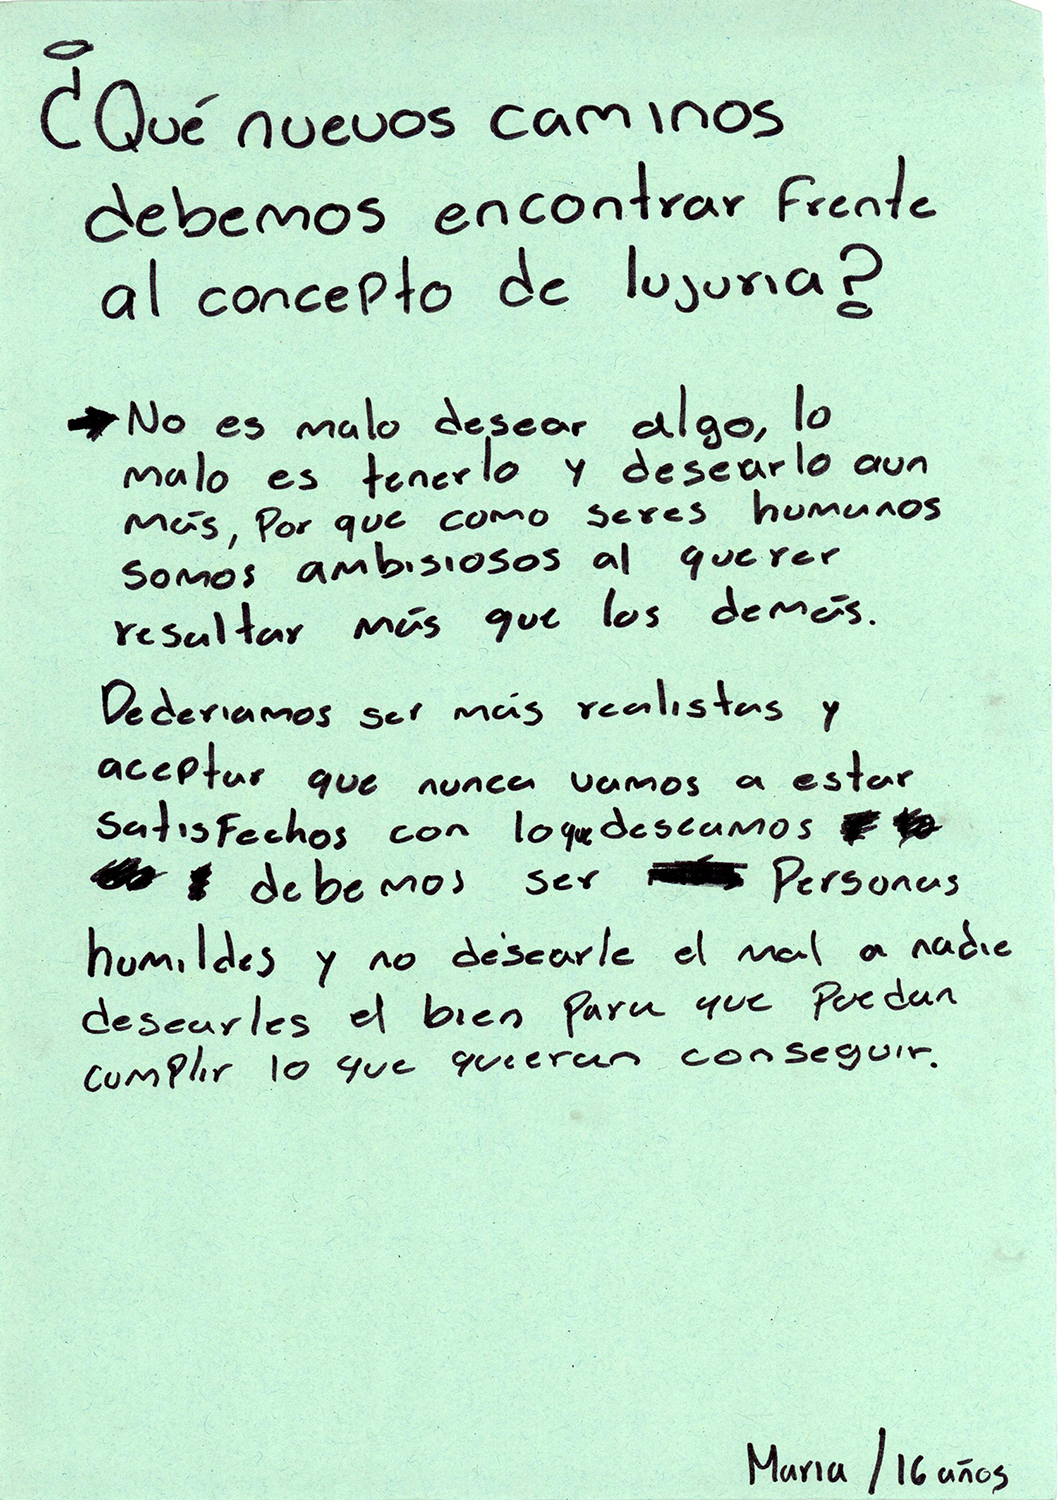 ¿Qué nuevos caminos
debemos encontrar frente
al concepto de lujuria?
→No es malo desear algo, lo
malo es tenerlo y desearlo aun
más, Por que como seres humanos
somos ambisiosos al querer
resaltar más que los demás.
Dederiamos ser más realistas y
aceptar que nunca vamos a estar
satisfechos con lo que deseamos
debemos ser Personas
humildes y no desearle el mal a nadie
desearles el bien para que puedan
cumplir lo que quieran conseguir.
Maria / 16 años